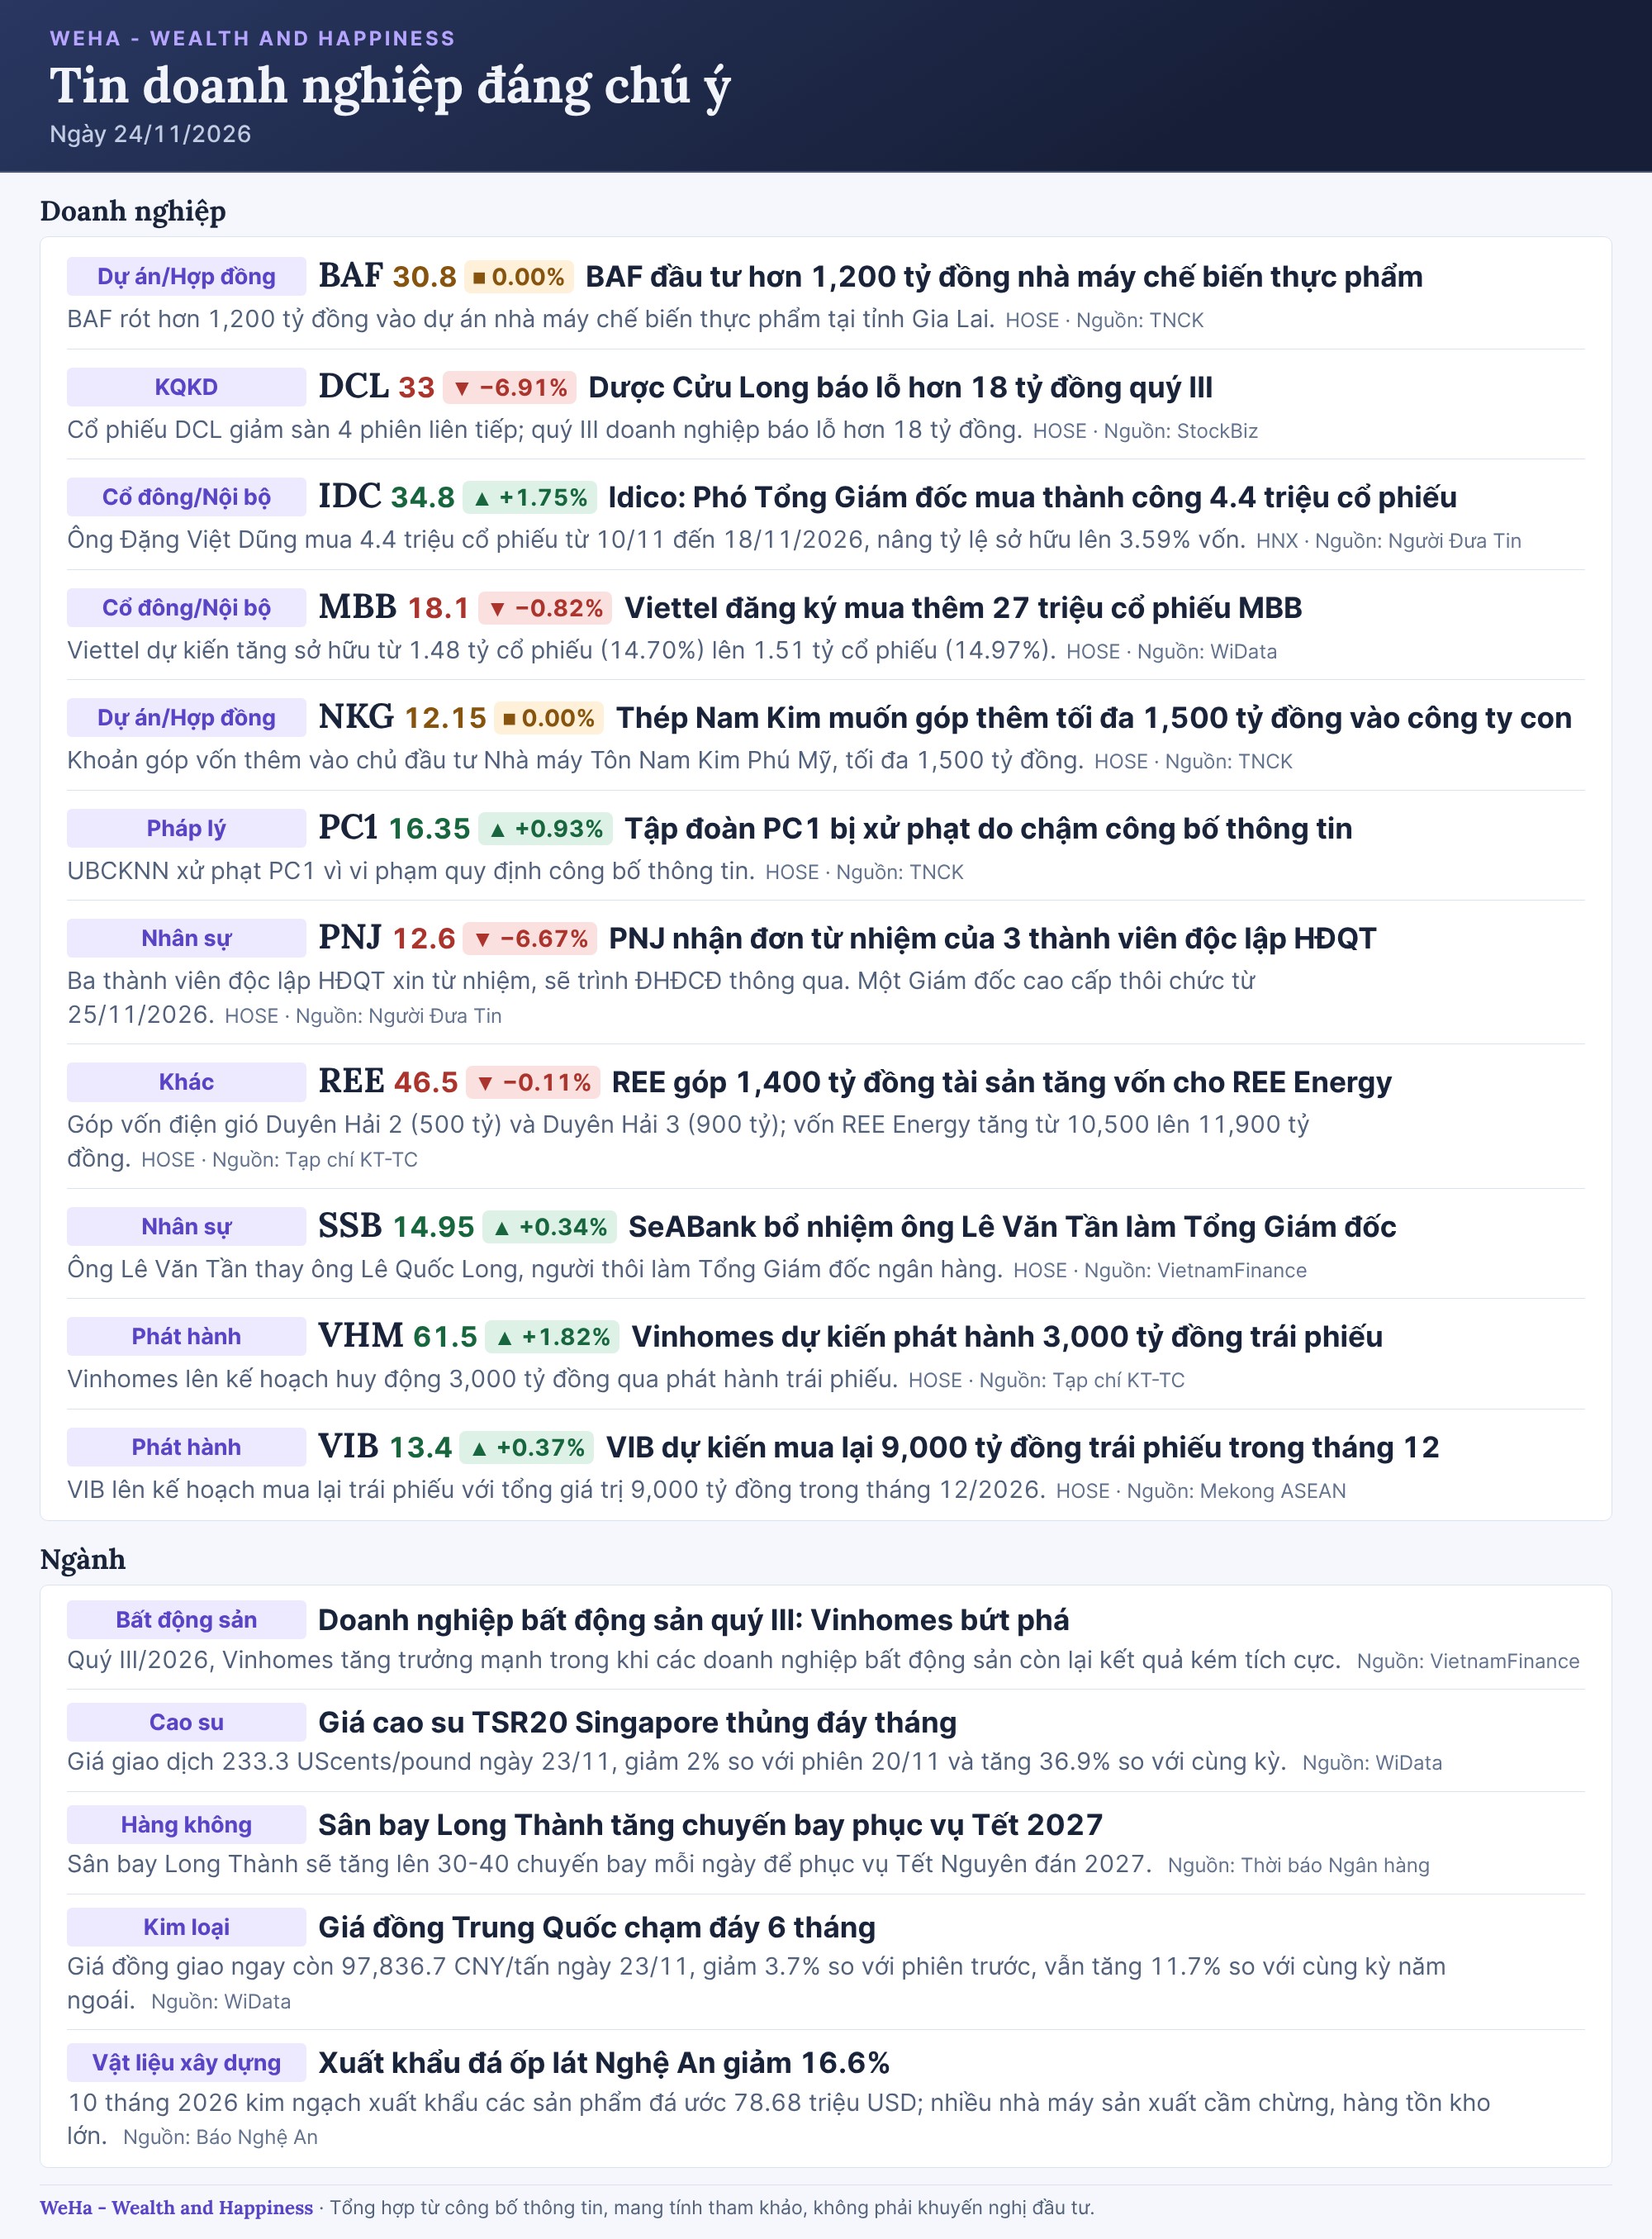 WEHA - WEALTH AND HAPPINESS
Tin doanh nghiệp đáng chú ý
Ngày 24/11/2026
Doanh nghiệp
Dự án/Hợp đồng BAF 30.8 ■ 0.00% BAF đầu tư hơn 1,200 tỷ đồng nhà máy chế biến thực phẩm
BAF rót hơn 1,200 tỷ đồng vào dự án nhà máy chế biến thực phẩm tại tỉnh Gia Lai. HOSE · Nguồn: TNCK
KQKD DCL 33 ▼ −6.91% Dược Cửu Long báo lỗ hơn 18 tỷ đồng quý III
Cổ phiếu DCL giảm sàn 4 phiên liên tiếp; quý III doanh nghiệp báo lỗ hơn 18 tỷ đồng. HOSE · Nguồn: StockBiz
Cổ đông/Nội bộ IDC 34.8 ▲ +1.75% Idico: Phó Tổng Giám đốc mua thành công 4.4 triệu cổ phiếu
Ông Đặng Việt Dũng mua 4.4 triệu cổ phiếu từ 10/11 đến 18/11/2026, nâng tỷ lệ sở hữu lên 3.59% vốn. HNX · Nguồn: Người Đưa Tin
Cổ đông/Nội bộ MBB 18.1 ▼ −0.82% Viettel đăng ký mua thêm 27 triệu cổ phiếu MBB
Viettel dự kiến tăng sở hữu từ 1.48 tỷ cổ phiếu (14.70%) lên 1.51 tỷ cổ phiếu (14.97%). HOSE · Nguồn: WiData
Dự án/Hợp đồng NKG 12.15 ■ 0.00% Thép Nam Kim muốn góp thêm tối đa 1,500 tỷ đồng vào công ty con
Khoản góp vốn thêm vào chủ đầu tư Nhà máy Tôn Nam Kim Phú Mỹ, tối đa 1,500 tỷ đồng. HOSE · Nguồn: TNCK
Pháp lý PC1 16.35 ▲ +0.93% Tập đoàn PC1 bị xử phạt do chậm công bố thông tin
UBCKNN xử phạt PC1 vì vi phạm quy định công bố thông tin. HOSE · Nguồn: TNCK
Nhân sự PNJ 12.6 ▼ −6.67% PNJ nhận đơn từ nhiệm của 3 thành viên độc lập HĐQT
Ba thành viên độc lập HĐQT xin từ nhiệm, sẽ trình ĐHĐCĐ thông qua. Một Giám đốc cao cấp thôi chức từ
25/11/2026. HOSE · Nguồn: Người Đưa Tin
Khác REE 46.5 ▼ −0.11% REE góp 1,400 tỷ đồng tài sản tăng vốn cho REE Energy
Góp vốn điện gió Duyên Hải 2 (500 tỷ) và Duyên Hải 3 (900 tỷ); vốn REE Energy tăng từ 10,500 lên 11,900 tỷ
đồng. HOSE · Nguồn: Tạp chí KT-TC
Nhân sự SSB 14.95 ▲ +0.34% SeABank bổ nhiệm ông Lê Văn Tần làm Tổng Giám đốc
Ông Lê Văn Tần thay ông Lê Quốc Long, người thôi làm Tổng Giám đốc ngân hàng. HOSE · Nguồn: VietnamFinance
Phát hành VHM 61.5 ▲ +1.82% Vinhomes dự kiến phát hành 3,000 tỷ đồng trái phiếu
Vinhomes lên kế hoạch huy động 3,000 tỷ đồng qua phát hành trái phiếu. HOSE · Nguồn: Tạp chí KT-TC
Phát hành VIB 13.4 ▲ +0.37% VIB dự kiến mua lại 9,000 tỷ đồng trái phiếu trong tháng 12
VIB lên kế hoạch mua lại trái phiếu với tổng giá trị 9,000 tỷ đồng trong tháng 12/2026. HOSE · Nguồn: Mekong ASEAN
Ngành
Bất động sản Doanh nghiệp bất động sản quý III: Vinhomes bứt phá
Quý III/2026, Vinhomes tăng trưởng mạnh trong khi các doanh nghiệp bất động sản còn lại kết quả kém tích cực. Nguồn: VietnamFinance
Cao su Giá cao su TSR20 Singapore thủng đáy tháng
Giá giao dịch 233.3 UScents/pound ngày 23/11, giảm 2% so với phiên 20/11 và tăng 36.9% so với cùng kỳ. Nguồn: WiData
Hàng không Sân bay Long Thành tăng chuyến bay phục vụ Tết 2027
Sân bay Long Thành sẽ tăng lên 30-40 chuyến bay mỗi ngày để phục vụ Tết Nguyên đán 2027. Nguồn: Thời báo Ngân hàng
Kim loại Giá đồng Trung Quốc chạm đáy 6 tháng
Giá đồng giao ngay còn 97,836.7 CNY/tấn ngày 23/11, giảm 3.7% so với phiên trước, vẫn tăng 11.7% so với cùng kỳ năm
ngoái. Nguồn: WiData
Vật liệu xây dựng Xuất khẩu đá ốp lát Nghệ An giảm 16.6%
10 tháng 2026 kim ngạch xuất khẩu các sản phẩm đá ước 78.68 triệu USD; nhiều nhà máy sản xuất cầm chừng, hàng tồn kho
lớn. Nguồn: Báo Nghệ An
WeHa - Wealth and Happiness · Tổng hợp từ công bố thông tin, mang tính tham khảo, không phải khuyến nghị đầu tư.